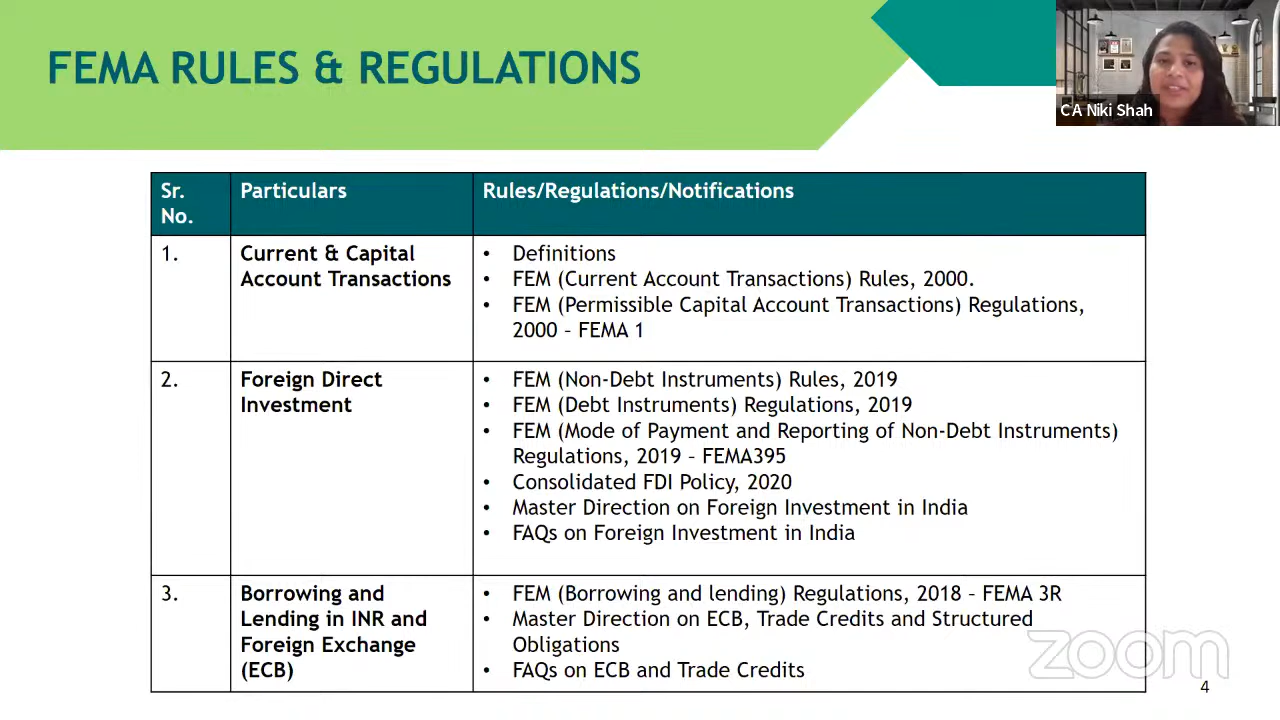 FEMA RULES & REGULATIONS
CA Niki Shah
Sr. No.
Particulars
Rules/Regulations/Notifications
1.
Current & Capital
Account Transactions
• Definitions
• FEM (Current Account Transactions) Rules, 2000.
• FEM (Permissible Capital Account Transactions) Regulations,
2000 – FEMA 1
2.
Foreign Direct
Investment
• FEM (Non-Debt Instruments) Rules, 2019
• FEM (Debt Instruments) Regulations, 2019
• FEM (Mode of Payment and Reporting of Non-Debt Instruments)
Regulations, 2019 – FEMA395
• Consolidated FDI Policy, 2020
• Master Direction on Foreign Investment in India
• FAQs on Foreign Investment in India
3.
Borrowing and
Lending in INR and
Foreign Exchange
(ECB)
• FEM (Borrowing and lending) Regulations, 2018 – FEMA 3R
• Master Direction on ECB, Trade Credits and Structured
Obligations
• FAQs on ECB and Trade Credits
zoom
4